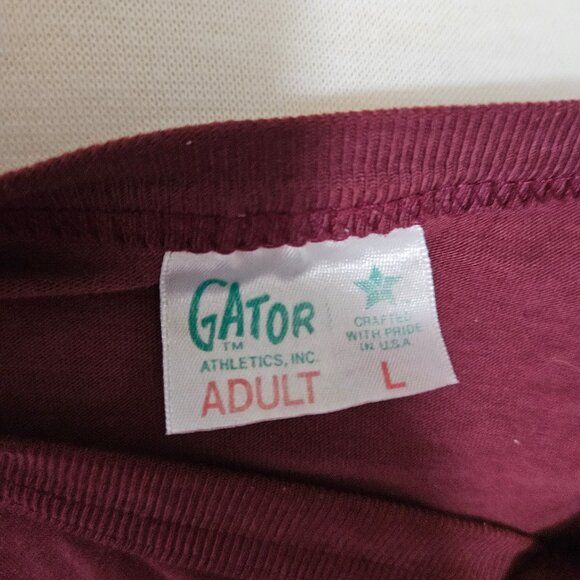 GATOR
TM
ATHLETICS, INC.
ADULT
CRAFTED
WITH PRIDE
IN U.S.A
L